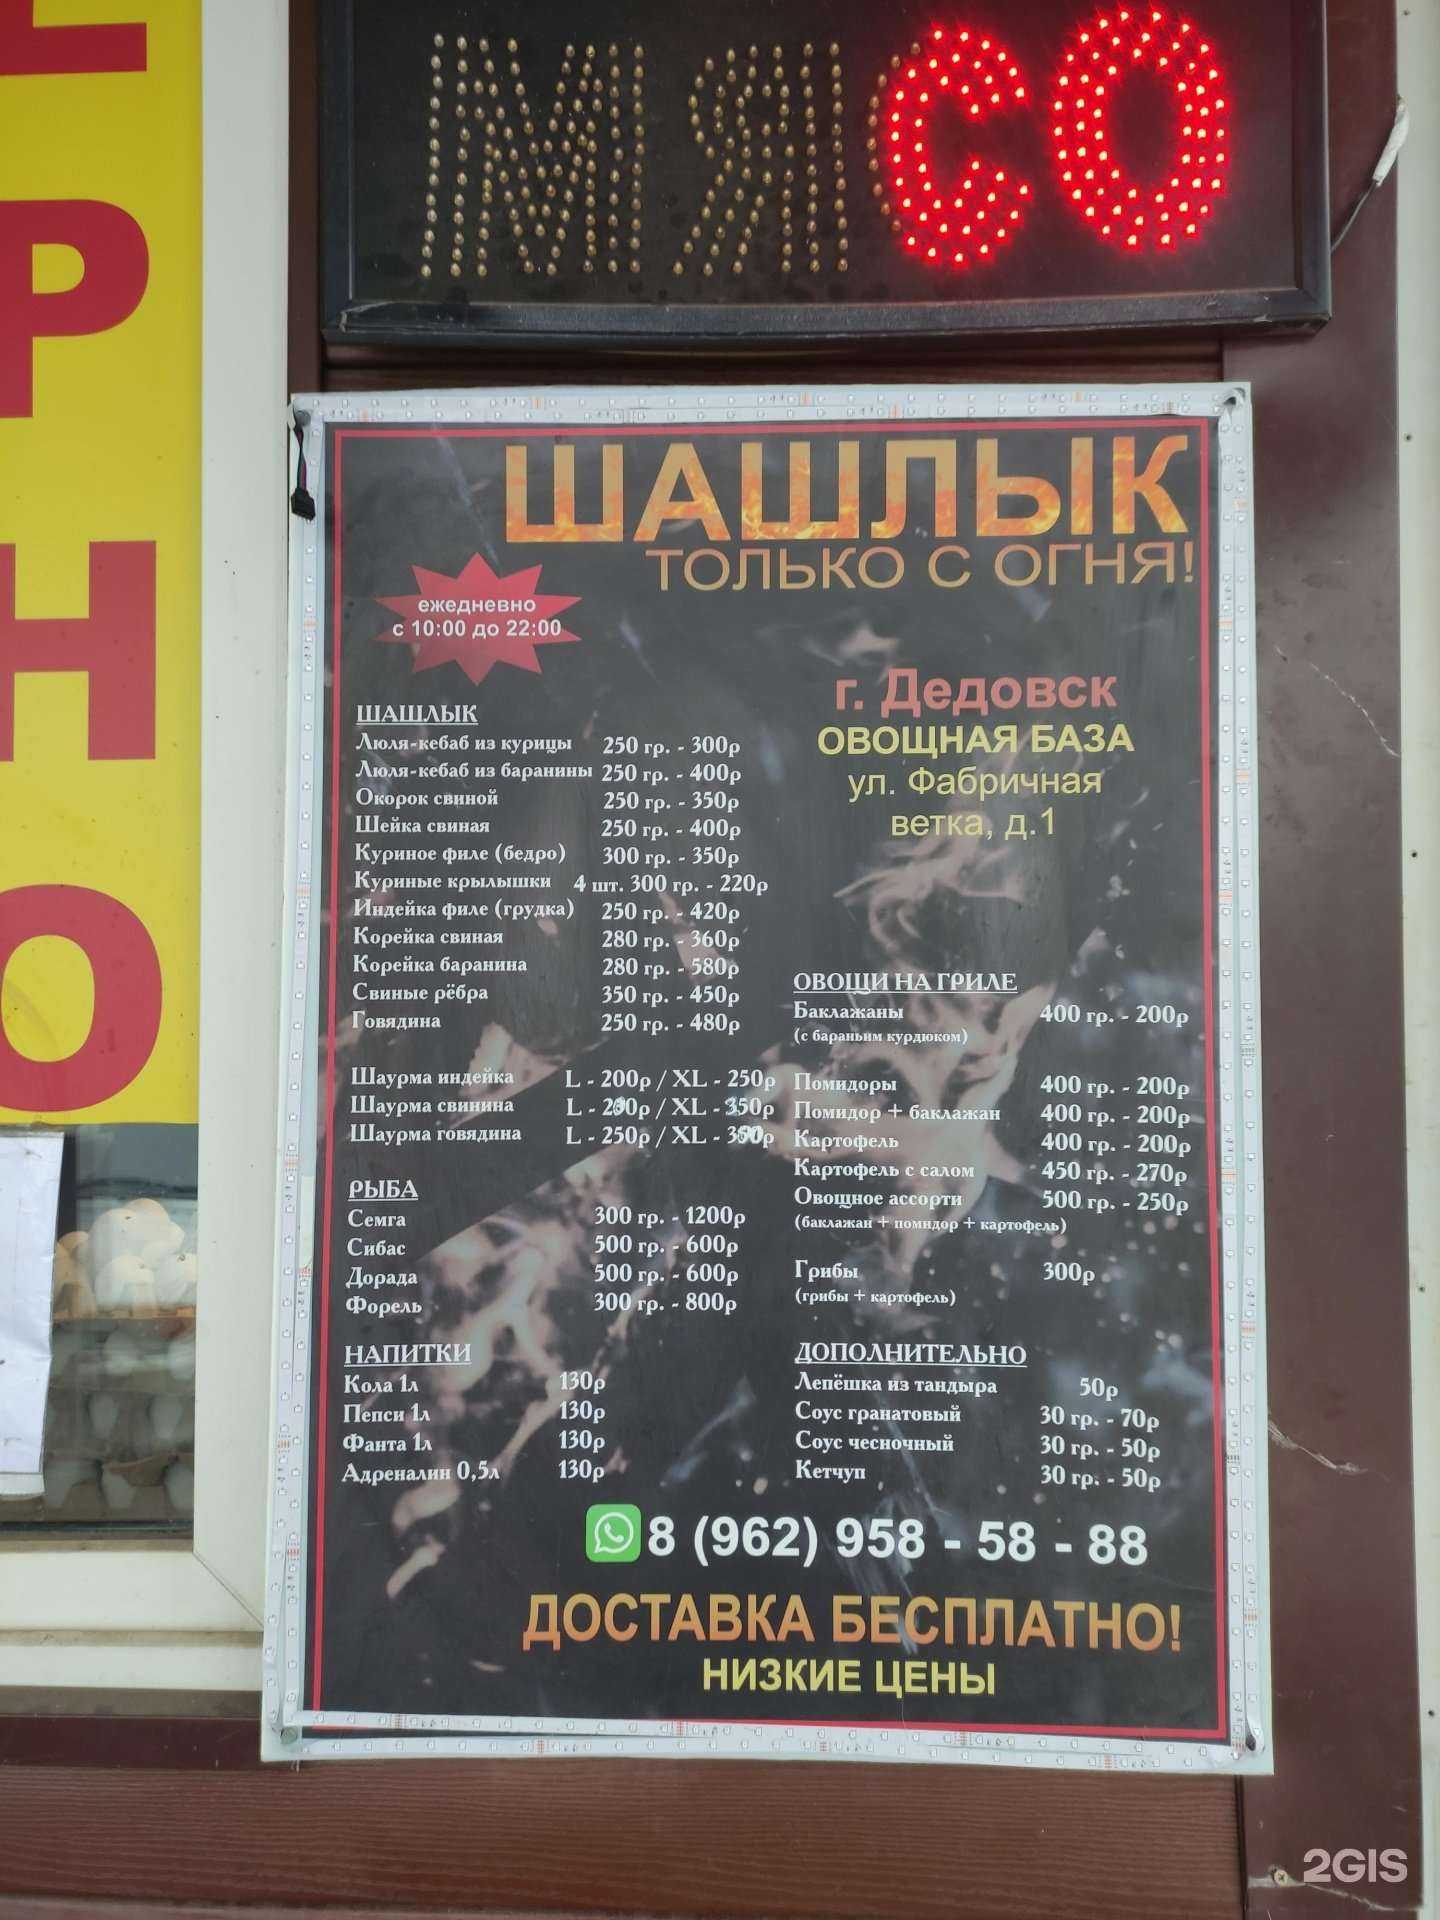 МЯСО
Е
Р
Н
О
ШАШЛЫК
ТОЛЬКО С ОГНЯ!
ежедневно
с 10:00 до 22:00
г. Дедовск
ОВОЩНАЯ БАЗА
ул. Фабричная
ветка, д.1
ШАШЛЫК
Люля-кебаб из курицы 250 гр. - 300р
Люля-кебаб из баранины 250 гр. - 400р
Окорок свиной 250 гр. - 350р
Шейка свиная 250 гр. - 400р
Куриное филе (бедро) 300 гр. - 350р
Куриные крылышки 4 шт. 300 гр. - 220р
Индейка филе (грудка) 250 гр. - 420р
Корейка свиная 280 гр. - 360р
Корейка баранина 280 гр. - 580р
Свиные рёбра 350 гр. - 450р
Говядина 250 гр. - 480р
Шаурма индейка L - 200р / XL - 250р
Шаурма свинина L - / XL -
Шаурма говядина L - 250р / XL -
РЫБА
Семга 300 гр. - 1200р
Сибас 500 гр. - 600р
Дорада 500 гр. - 600р
Форель 300 гр. - 800р
НАПИТКИ
Кола 1л 130р
Пепси 1л 130р
Фанта 1л 130р
Адреналин 0,5л 130р
ОВОЩИ НА ГРИЛЕ
Баклажаны 400 гр. - 200р
(с бараньим курдюком)
Помидоры 400 гр. - 200р
Помидор + баклажан 400 гр. - 200р
Картофель 400 гр. - 200р
Картофель с салом 450 гр. - 270р
Овощное ассорти 500 гр. - 250р
(баклажан + помидор + картофель)
Грибы 300р
(грибы + картофель)
ДОПОЛНИТЕЛЬНО
Лепёшка из тандыра 50р
Соус гранатовый 30 гр. - 70р
Соус чесночный 30 гр. - 50р
Кетчуп 30 гр. - 50р
8 (962) 958 - 58 - 88
ДОСТАВКА БЕСПЛАТНО!
НИЗКИЕ ЦЕНЫ
2GIS